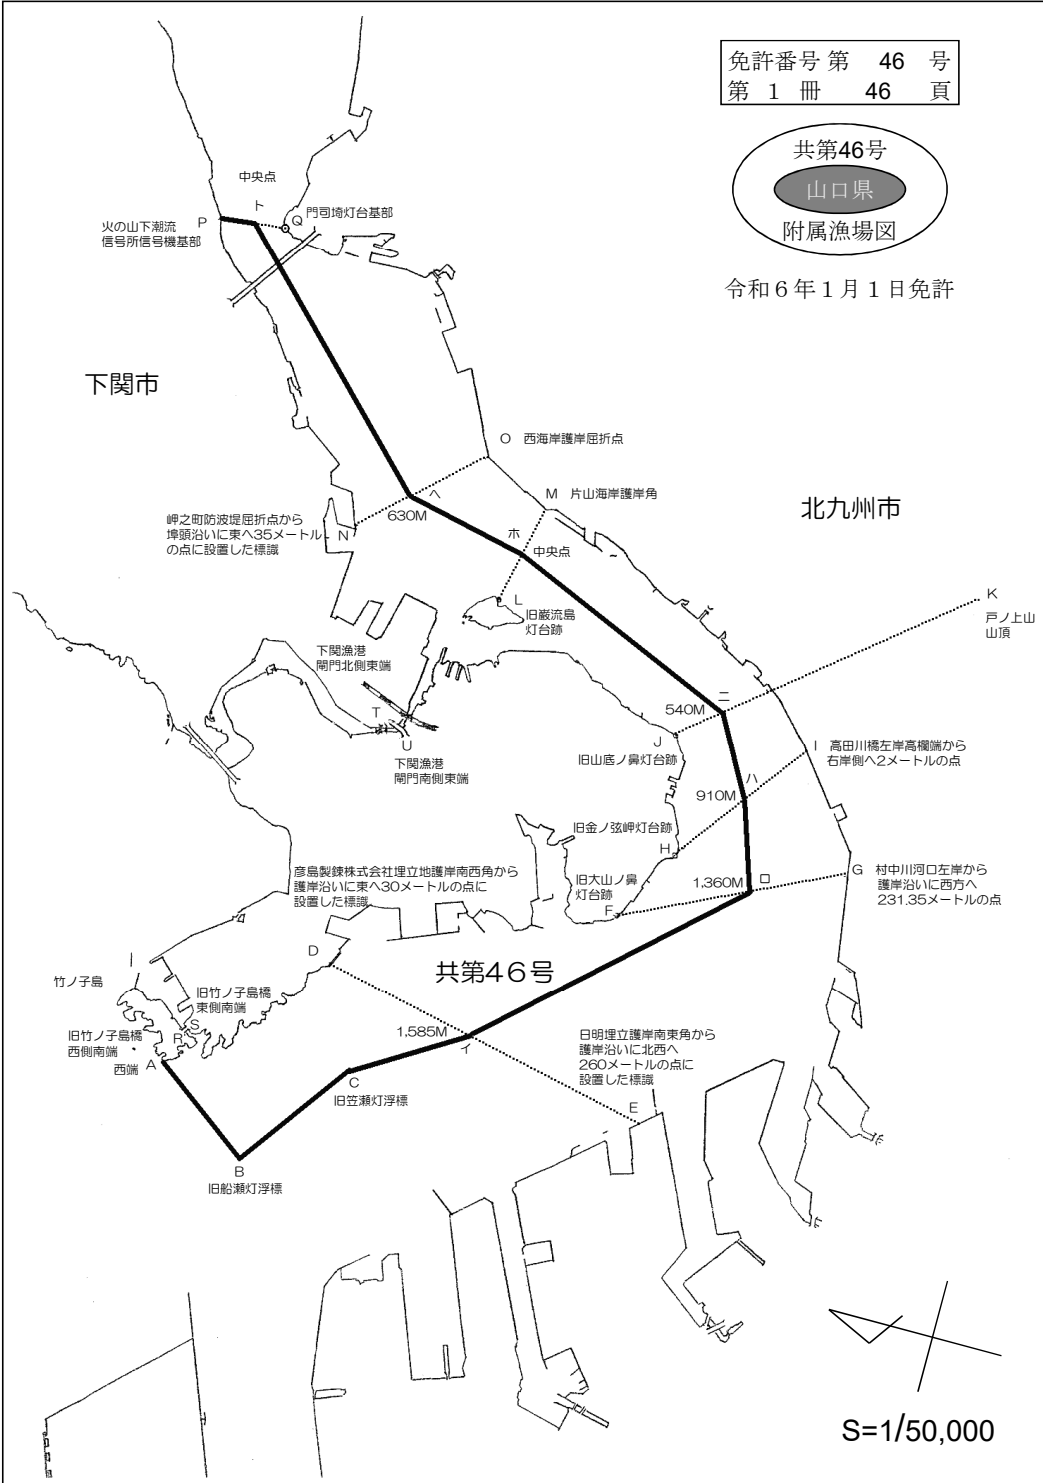 免許番号 第 46 号
第 1 冊 46 頁
共第46号
山口県
附属漁場図
令和6年1月1日免許
中央点
ト
P
Q
門司埼灯台基部
火の山下潮流
信号所信号機基部
下関市
O 西海岸護岸屈折点
M 片山海岸護岸角
北九州市
ヘ
630M
岬之町防波堤屈折点から
埠頭沿いに東へ35メートル
の点に設置した標識
N
ホ
中央点
L
旧巌流島
灯台跡
K
戸ノ上山
山頂
下関漁港
閘門北側東端
T
U
下関漁港
閘門南側東端
ニ
540M
J
旧山底ノ鼻灯台跡
I 高田川橋左岸高欄端から
右岸側へ2メートルの点
ハ
910M
旧金ノ弦岬灯台跡
H
彦島製錬株式会社埋立地護岸南西角から
護岸沿いに東へ30メートルの点に
設置した標識
旧大山ノ鼻
灯台跡
F
1,360M
ロ
G 村中川河口左岸から
護岸沿いに西方へ
231.35メートルの点
D
共第46号
竹ノ子島
旧竹ノ子島橋
東側南端
S
R
旧竹ノ子島橋
西側南端
西端
A
1,585M
イ
日明埋立護岸南東角から
護岸沿いに北西へ
260メートルの点に
設置した標識
E
C
旧笠瀬灯浮標
B
旧船瀬灯浮標
S=1/50,000